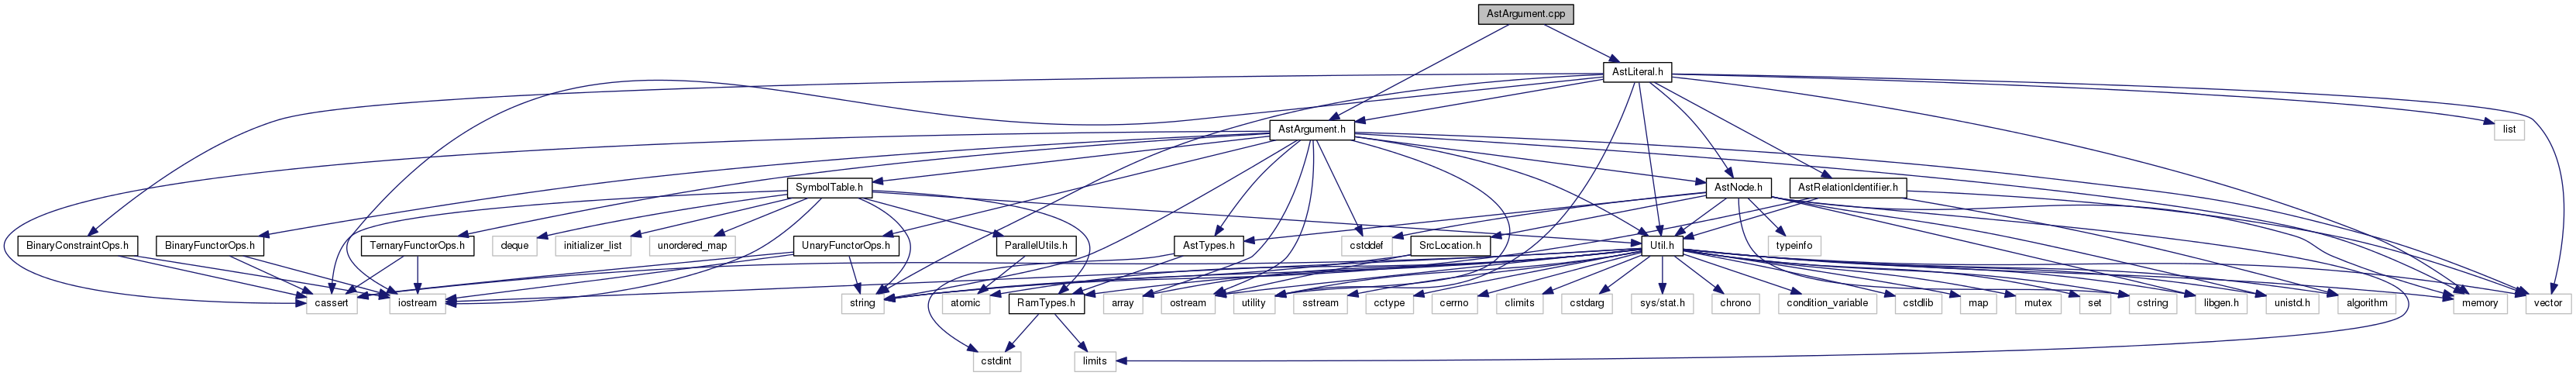 AstArgument.cpp
AstLiteral.h
AstArgument.h
list
SymbolTable.h
AstNode.h
AstRelationIdentifier.h
BinaryConstraintOps.h
BinaryFunctorOps.h
TernaryFunctorOps.h
deque
initializer_list
unordered_map
UnaryFunctorOps.h
ParallelUtils.h
AstTypes.h
cstddef
SrcLocation.h
Util.h
typeinfo
cassert
iostream
string
atomic
RamTypes.h
array
ostream
utility
sstream
cctype
cerrno
climits
cstdarg
sys/stat.h
chrono
condition_variable
cstdlib
map
mutex
set
cstring
libgen.h
unistd.h
algorithm
memory
vector
cstdint
limits